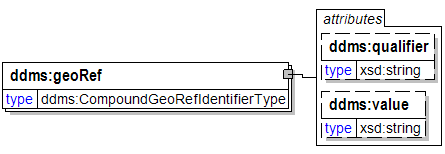 attributes
ddms:qualifier
type xsd:string
ddms:geoRef
type ddms:CompoundGeoRefIdentifierType
ddms:value
type xsd:string